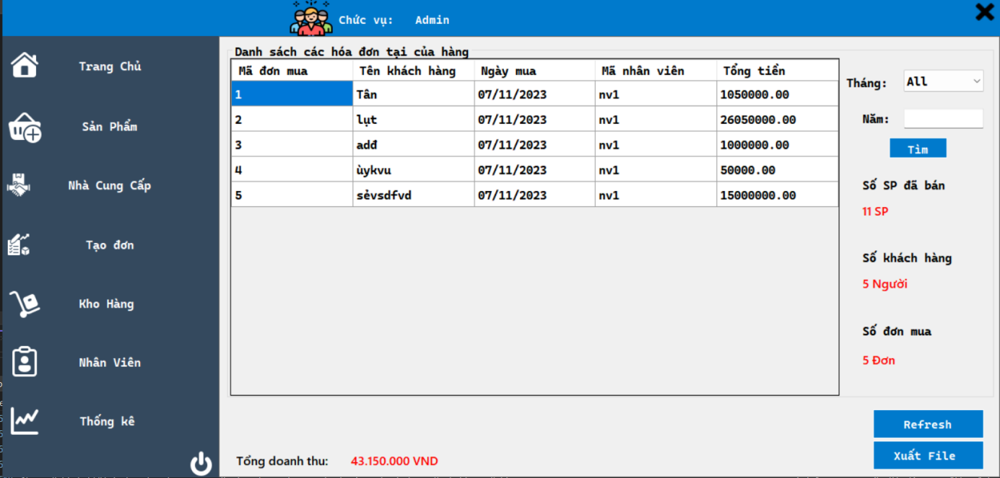 Chức vụ: Admin
Trang Chủ
Sản Phẩm
Nhà Cung Cấp
Tạo đơn
Kho Hàng
Nhân Viên
Thống kê
Danh sách các hóa đơn tại của hàng
Mã đơn mua Tên khách hàng Ngày mua Mã nhân viên Tổng tiền
1 Tân 07/11/2023 nv1 1050000.00
2 lụt 07/11/2023 nv1 26050000.00
3 adđ 07/11/2023 nv1 1000000.00
4 ùykvu 07/11/2023 nv1 50000.00
5 sẻvsdfvd 07/11/2023 nv1 15000000.00
Tháng: All
Năm:
Tìm
Số SP đã bán
11 SP
Số khách hàng
5 Người
Số đơn mua
5 Đơn
Refresh
Xuất File
Tổng doanh thu: 43.150.000 VND